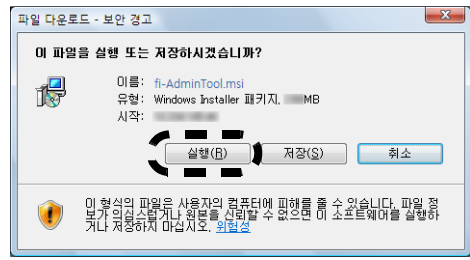 파일 다운로드 - 보안 경고
이 파일을 실행 또는 저장하시겠습니까?
이름: fi-AdminTool.msi
유형: Windows Installer 패키지, MB
시작:
실행(R) 저장(S) 취소
이 형식의 파일은 사용자의 컴퓨터에 피해를 줄 수 있습니다. 파일 정
보가 의심스럽거나 원본을 신뢰할 수 없으면 이 소프트웨어를 실행하
거나 저장하지 마십시오. 위험성